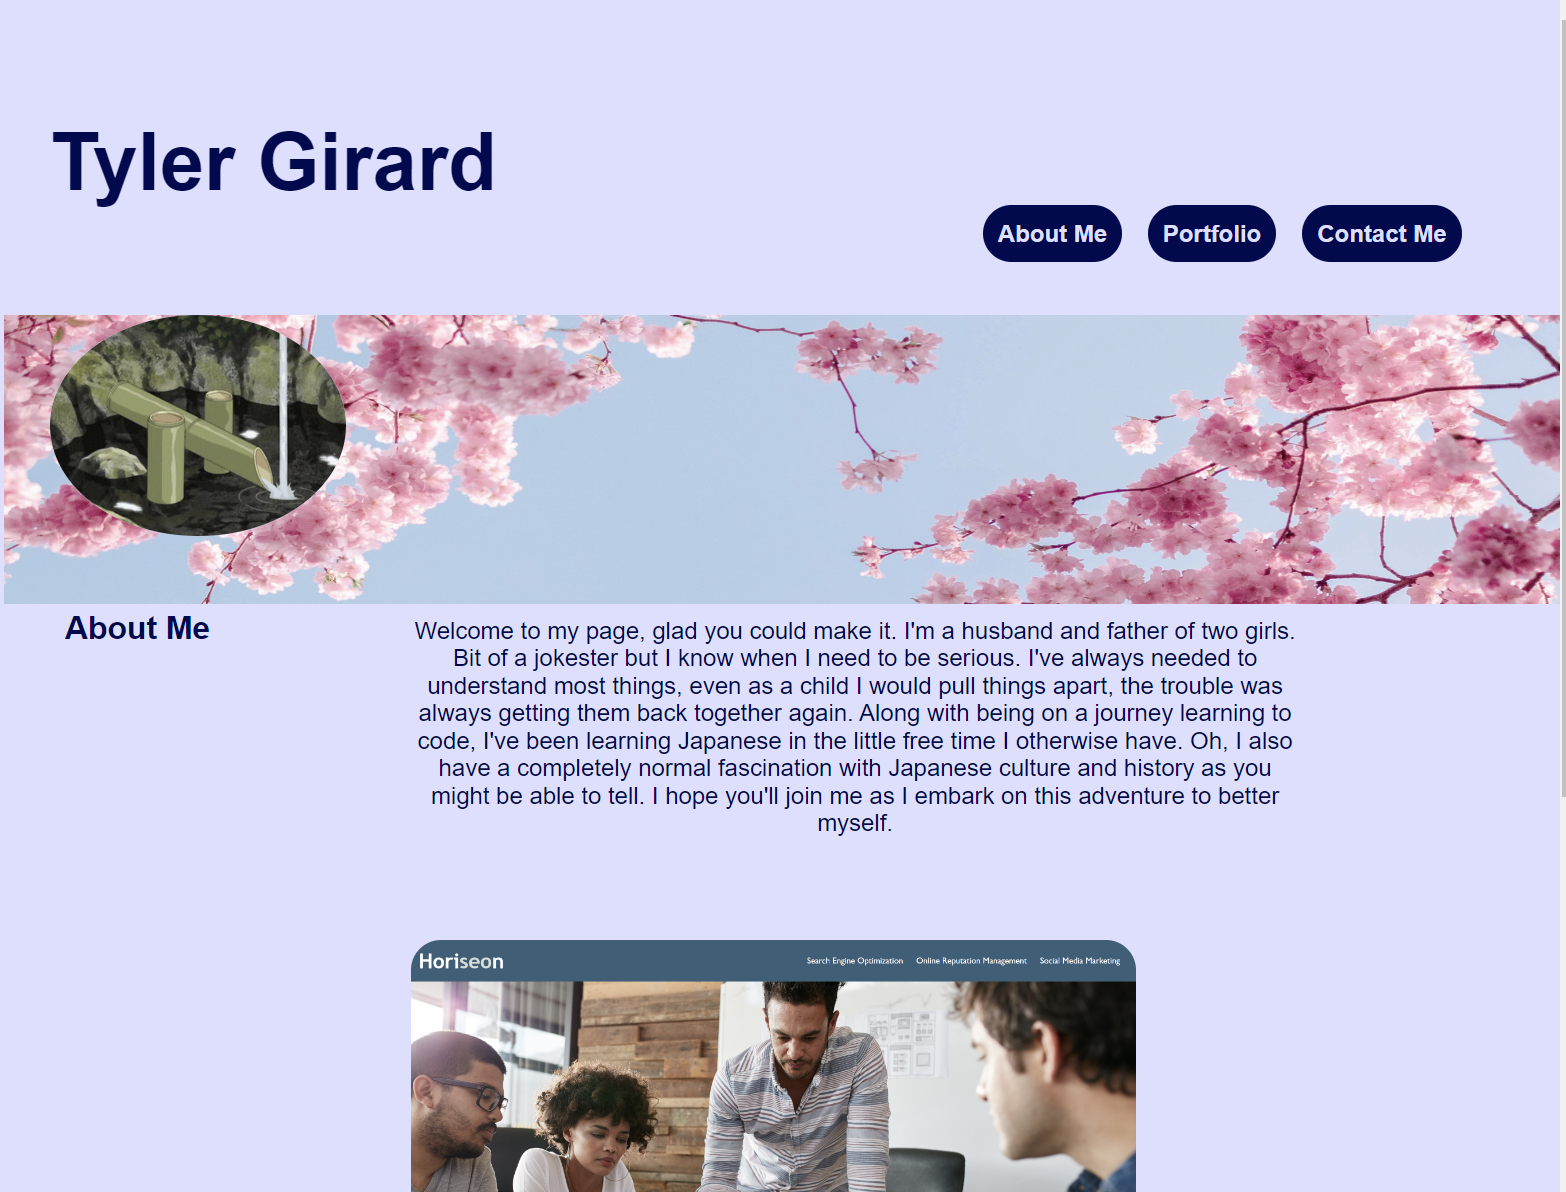 Tyler Girard
About Me
Portfolio
Contact Me
About Me
Welcome to my page, glad you could make it. I'm a husband and father of two girls.
Bit of a jokester but I know when I need to be serious. I've always needed to
understand most things, even as a child I would pull things apart, the trouble was
always getting them back together again. Along with being on a journey learning to
code, I've been learning Japanese in the little free time I otherwise have. Oh, I also
have a completely normal fascination with Japanese culture and history as you
might be able to tell. I hope you'll join me as I embark on this adventure to better
myself.
Horiseon
Search Engine Optimization
Online Reputation Management
Social Media Marketing